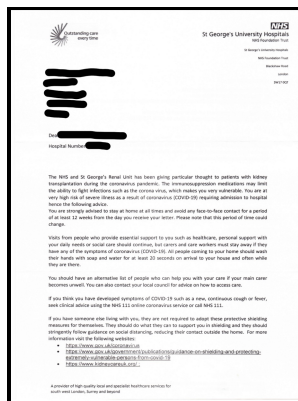 Outstanding care
every time
NHS
St George's University Hospitals
NHS Foundation Trust
St George's University Hospitals
NHS Foundation Trust
Blackshaw Road
London
SW17 0QT
Dear
Hospital Number
The NHS and St George's Renal Unit has been giving particular thought to patients with kidney
transplantation during the coronavirus pandemic. The immunosuppression medications may limit
the ability to fight infections such as the corona virus, which makes you very vulnerable. You are at
very high risk of severe illness as a result of coronavirus (COVID-19) requiring admission to hospital
hence the following advice.
You are strongly advised to stay at home at all times and avoid any face-to-face contact for a period
of at least 12 weeks from the day you receive your letter. Please note that this period of time could
change.
Visits from people who provide essential support to you such as healthcare, personal support with
your daily needs or social care should continue, but carers and care workers must stay away if they
have any of the symptoms of coronavirus (COVID-19). All people coming to your home should wash
their hands with soap and water for at least 20 seconds on arrival to your house and often while
they are there.
You should have an alternative list of people who can help you with your care if your main carer
becomes unwell. You can also contact your local council for advice on how to access care.
If you think you have developed symptoms of COVID-19 such as a new, continuous cough or fever,
seek clinical advice using the NHS 111 online coronavirus service or call NHS 111.
If you have someone else living with you, they are not required to adopt these protective shielding
measures for themselves. They should do what they can to support you in shielding and they should
stringently follow guidance on social distancing, reducing their contact outside the home. For more
information visit the following websites:
• https://www.gov.uk/coronavirus
• https://www.gov.uk/government/publications/guidance-on-shielding-and-protecting-
extremely-vulnerable-persons-from-covid-19
• https://www.kidneycareuk.org/
A provider of high quality local and specialist healthcare services for
south west London, Surrey and beyond